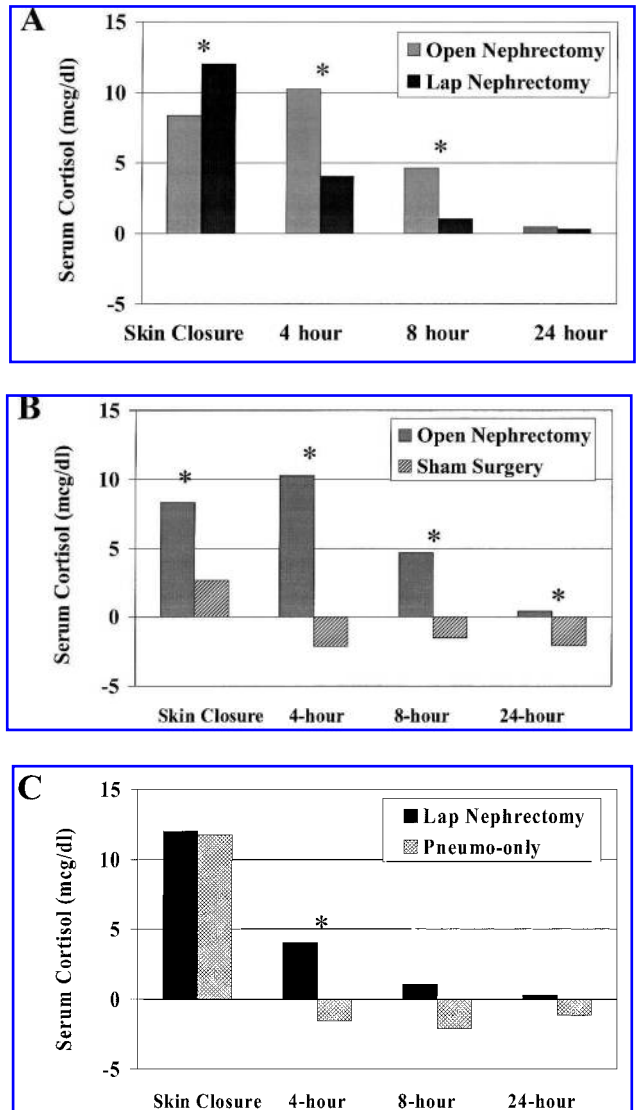 A
Serum Cortisol (mcg/dl)
15
10
5
0
-5
*
*
*
Open Nephrectomy
Lap Nephrectomy
Skin Closure 4 hour 8 hour 24 hour
B
Serum Cortisol (mcg/dl)
15
10
5
0
-5
*
*
*
*
Open Nephrectomy
Sham Surgery
Skin Closure 4-hour 8-hour 24-hour
C
Serum Cortisol (mcg/dl)
15
10
5
0
-5
*
Lap Nephrectomy
Pneumo-only
Skin Closure 4-hour 8-hour 24-hour